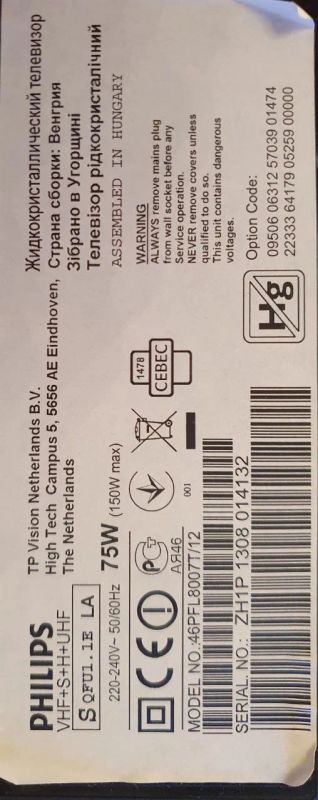 PHILIPS
VHF+S+H+UHF
S QFU1.1E LA
220-240V~ 50/60Hz
75W (150W max)
TP Vision Netherlands B.V.
High Tech Campus 5, 5656 AE Eindhoven,
The Netherlands
Жидкокристаллический телевизор
Страна сборки: Венгрия
Зібрано в Угорщині
Телевізор рідкокристалічний
ASSEMBLED IN HUNGARY
WARNING
ALWAYS remove mains plug
from wall socket before any
Service operation.
NEVER remove covers unless
qualified to do so.
This unit contains dangerous
voltages.
CE
АЯ46
001
1478
СЕВЕС
MODEL NO.:46PFL8007T/12
SERIAL. NO.: ZH1P 1308 014132
Hg
Option Code:
09506 06312 57039 01474
22333 64179 05259 00000